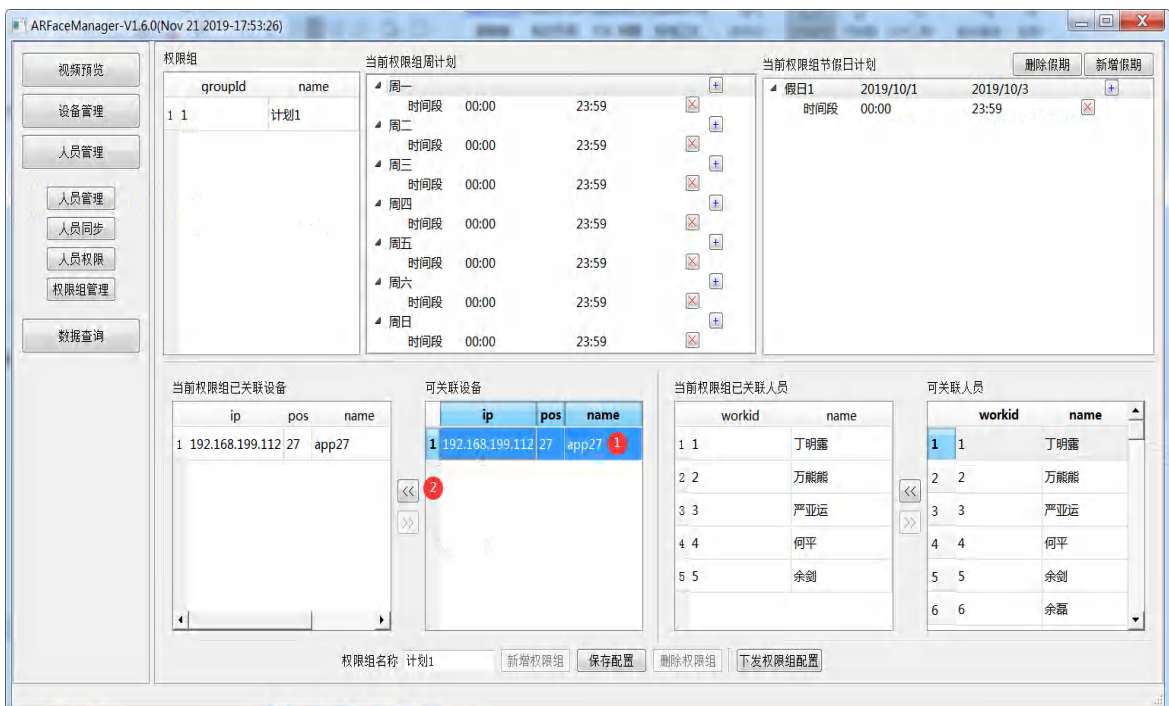 ARFaceManager-V1.6.0(Nov 21 2019-17:53:26)
视频预览
设备管理
人员管理
人员管理
人员同步
人员权限
权限组管理
数据查询
权限组
groupId name
1 1 计划1
当前权限组周计划
周一
时间段 00:00 23:59
周二
时间段 00:00 23:59
周三
时间段 00:00 23:59
周四
时间段 00:00 23:59
周五
时间段 00:00 23:59
周六
时间段 00:00 23:59
周日
时间段 00:00 23:59
当前权限组节假日计划 删除假期 新增假期
假日1 2019/10/1 2019/10/3
时间段 00:00 23:59
当前权限组已关联设备
ip pos name
1 192.168.199.112 27 app27
<<
>>
可关联设备
ip pos name
1 192.168.199.112 27 app27 1
2
当前权限组已关联人员
workid name
1 1 丁明露
2 2 万熊熊
3 3 严亚运
4 4 何平
5 5 余剑
<<
>>
可关联人员
workid name
1 1 丁明露
2 2 万熊熊
3 3 严亚运
4 4 何平
5 5 余剑
6 6 余磊
权限组名称 计划1 新增权限组 保存配置 删除权限组 下发权限组配置